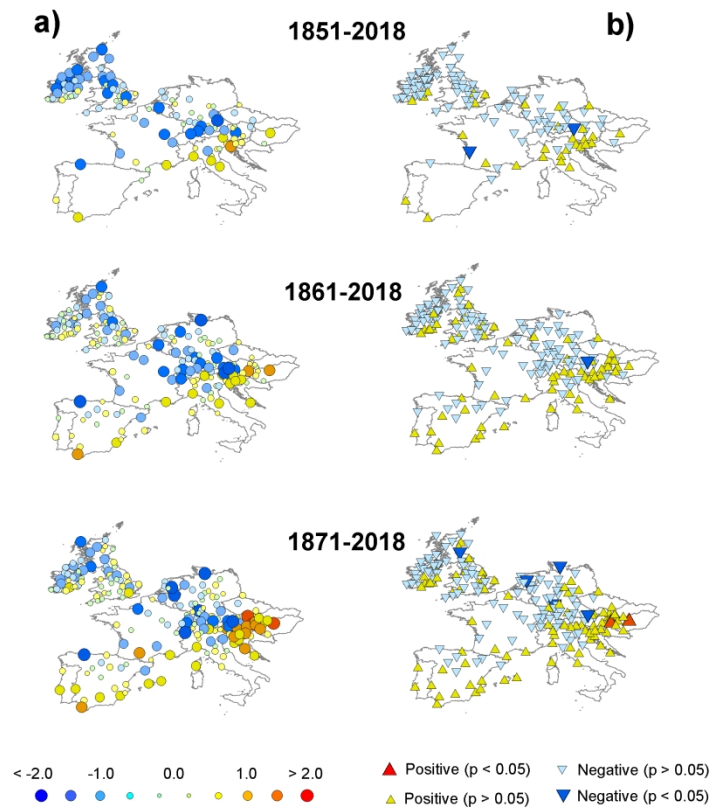 a) 1851-2018 b)
1861-2018
1871-2018
< -2.0 -1.0 0.0 1.0 > 2.0
Positive (p < 0.05) Negative (p > 0.05)
Positive (p > 0.05) Negative (p < 0.05)